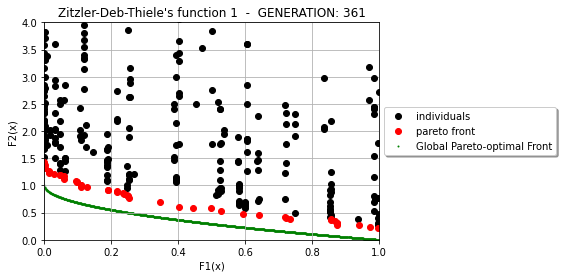 Zitzler-Deb-Thiele's function 1 - GENERATION: 361
4.0
3.5
3.0
2.5
2.0
1.5
1.0
0.5
0.0
F2(x)
0.0 0.2 0.4 0.6 0.8 1.0
F1(x)
individuals
pareto front
Global Pareto-optimal Front